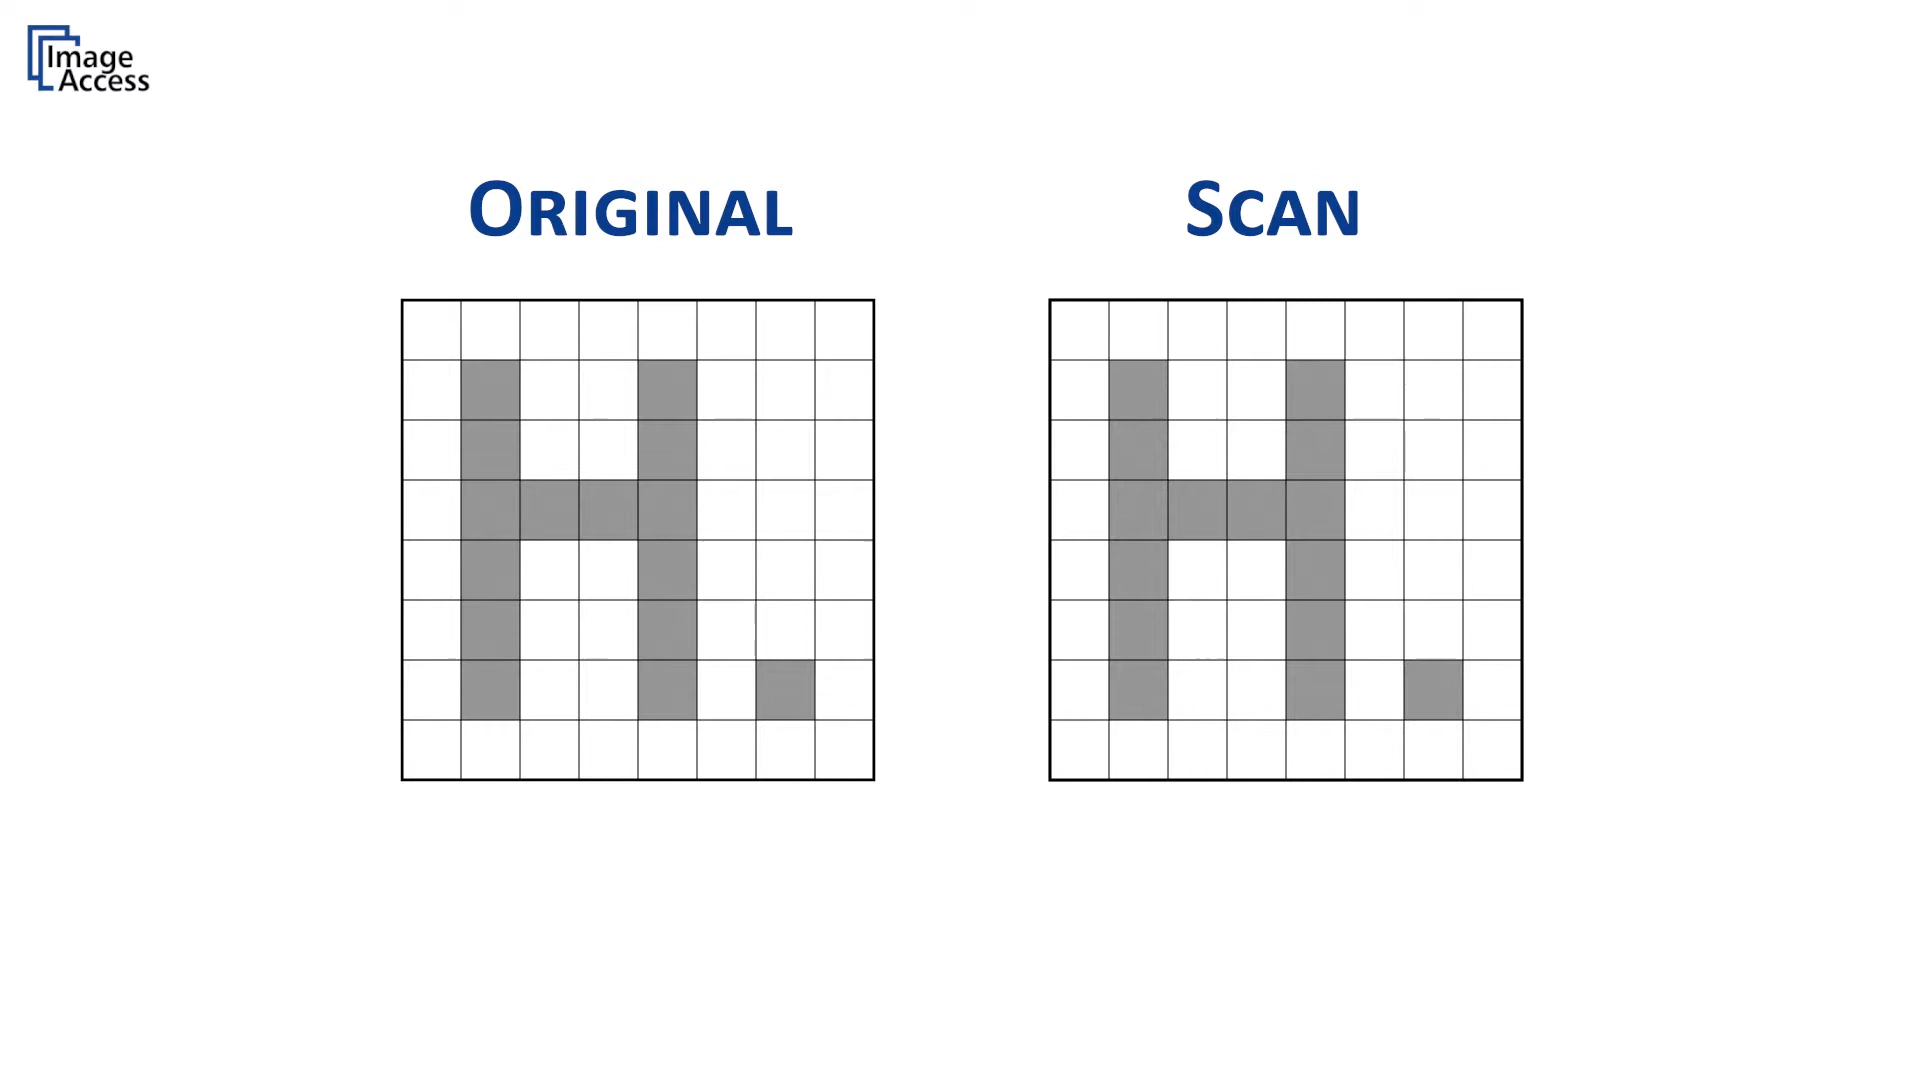 Image
Access
ORIGINAL
SCAN
H.
H.